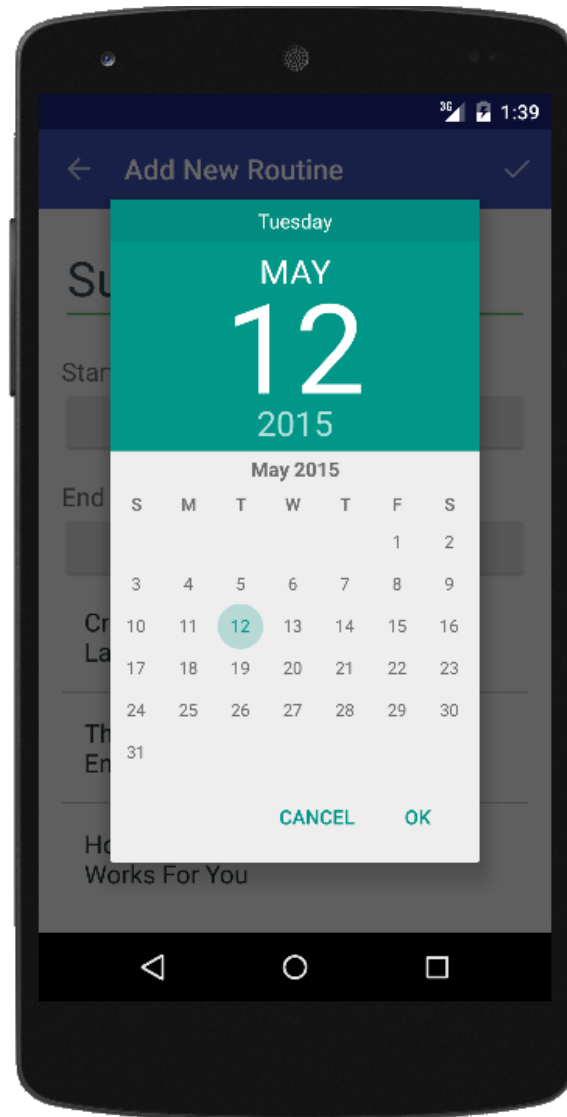 3G 1:39
Add New Routine
Tuesday
MAY
12
2015
May 2015
S M T W T F S
1 2
3 4 5 6 7 8 9
10 11 12 13 14 15 16
17 18 19 20 21 22 23
24 25 26 27 28 29 30
31
CANCEL OK
Works For You